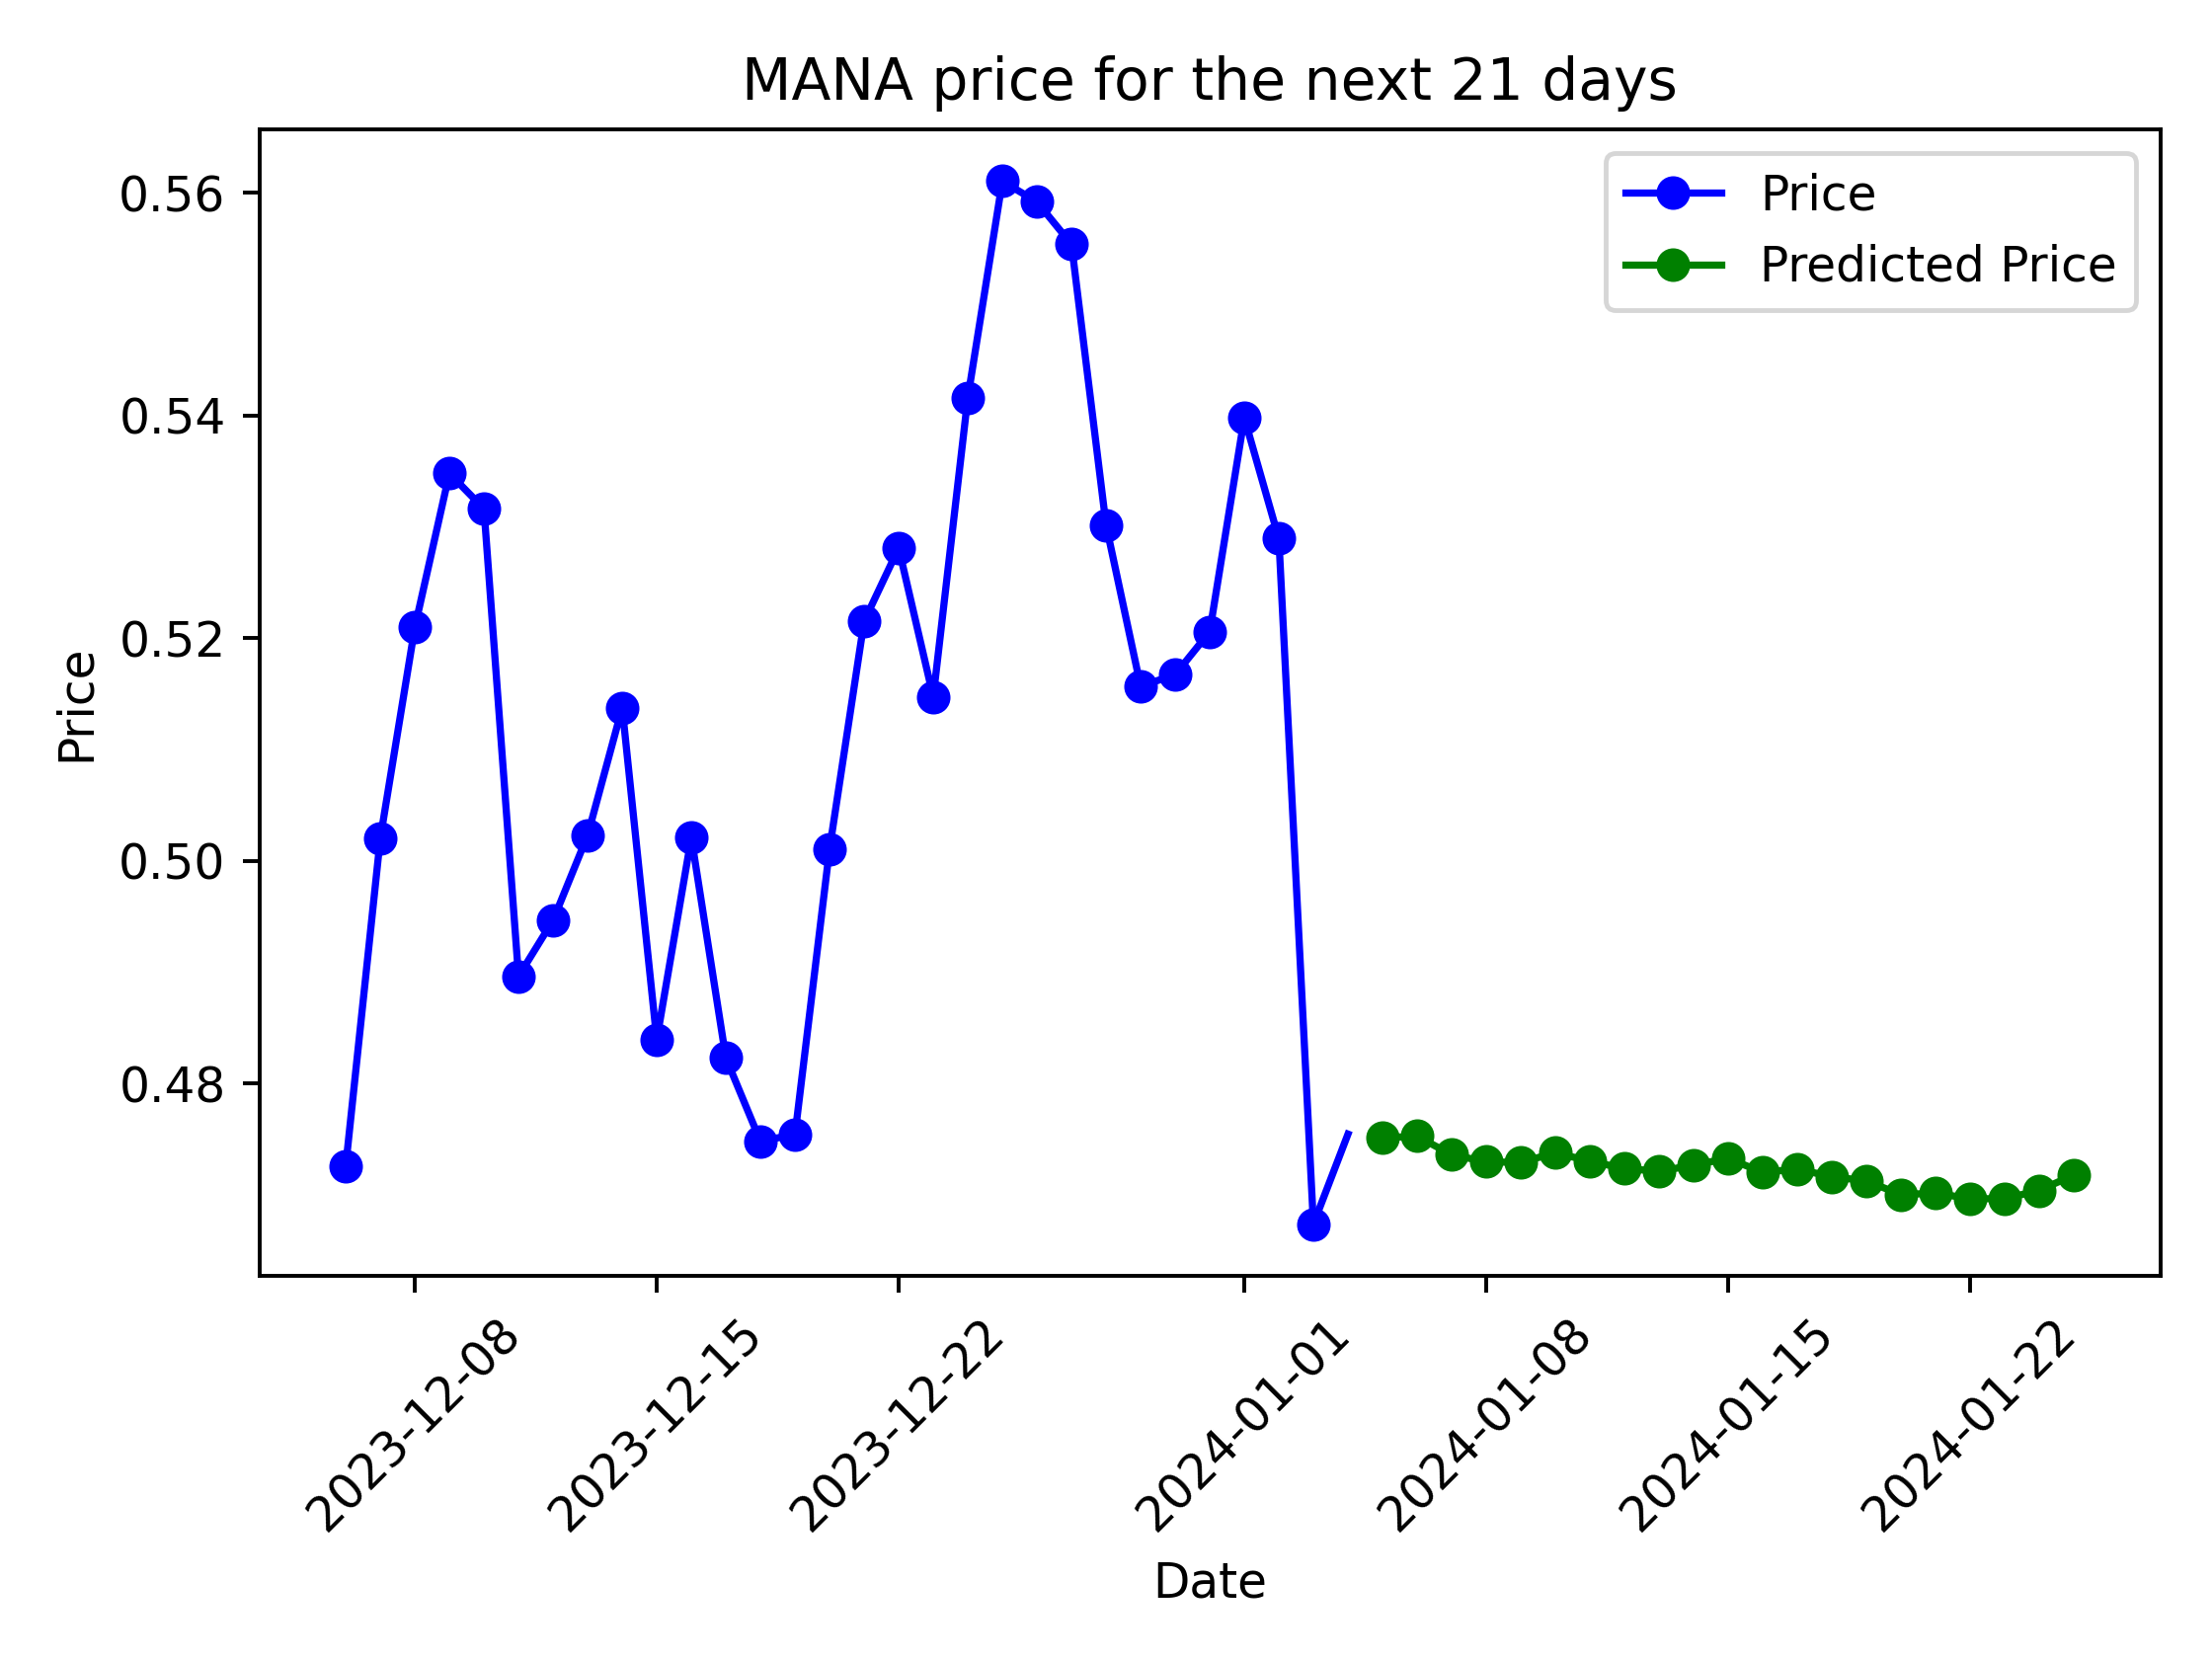 MANA price for the next 21 days
Price
Predicted Price
0.56
0.54
0.52
0.50
0.48
Price
2023-12-08
2023-12-15
2023-12-22
2024-01-01
2024-01-08
2024-01-15
2024-01-22
Date